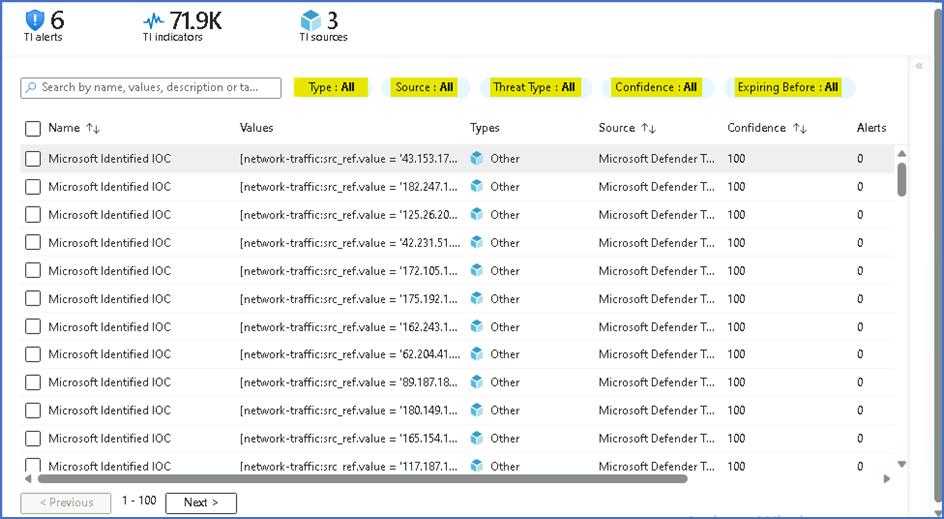 6 71.9K 3
TI alerts TI indicators TI sources
«
Search by name, values, description or ta... Type : All Source : All Threat Type : All Confidence : All Expiring Before : All
Name Values Types Source Confidence Alerts
Microsoft Identified IOC [network-traffic:src_ref.value = '43.153.17... Other Microsoft Defender T... 100 0
Microsoft Identified IOC [network-traffic:src_ref.value = '182.247.1... Other Microsoft Defender T... 100 0
Microsoft Identified IOC [network-traffic:src_ref.value = '125.26.20... Other Microsoft Defender T... 100 0
Microsoft Identified IOC [network-traffic:src_ref.value = '42.231.51.... Other Microsoft Defender T... 100 0
Microsoft Identified IOC [network-traffic:src_ref.value = '172.105.1... Other Microsoft Defender T... 100 0
Microsoft Identified IOC [network-traffic:src_ref.value = '175.192.1... Other Microsoft Defender T... 100 0
Microsoft Identified IOC [network-traffic:src_ref.value = '162.243.1... Other Microsoft Defender T... 100 0
Microsoft Identified IOC [network-traffic:src_ref.value = '62.204.41.... Other Microsoft Defender T... 100 0
Microsoft Identified IOC [network-traffic:src_ref.value = '89.187.18... Other Microsoft Defender T... 100 0
Microsoft Identified IOC [network-traffic:src_ref.value = '180.149.1... Other Microsoft Defender T... 100 0
Microsoft Identified IOC [network-traffic:src_ref.value = '165.154.1... Other Microsoft Defender T... 100 0
Microsoft Identified IOC [network-traffic:src_ref.value = '117.187.1... Other Microsoft Defender T... 100 0
< Previous 1 - 100 Next >